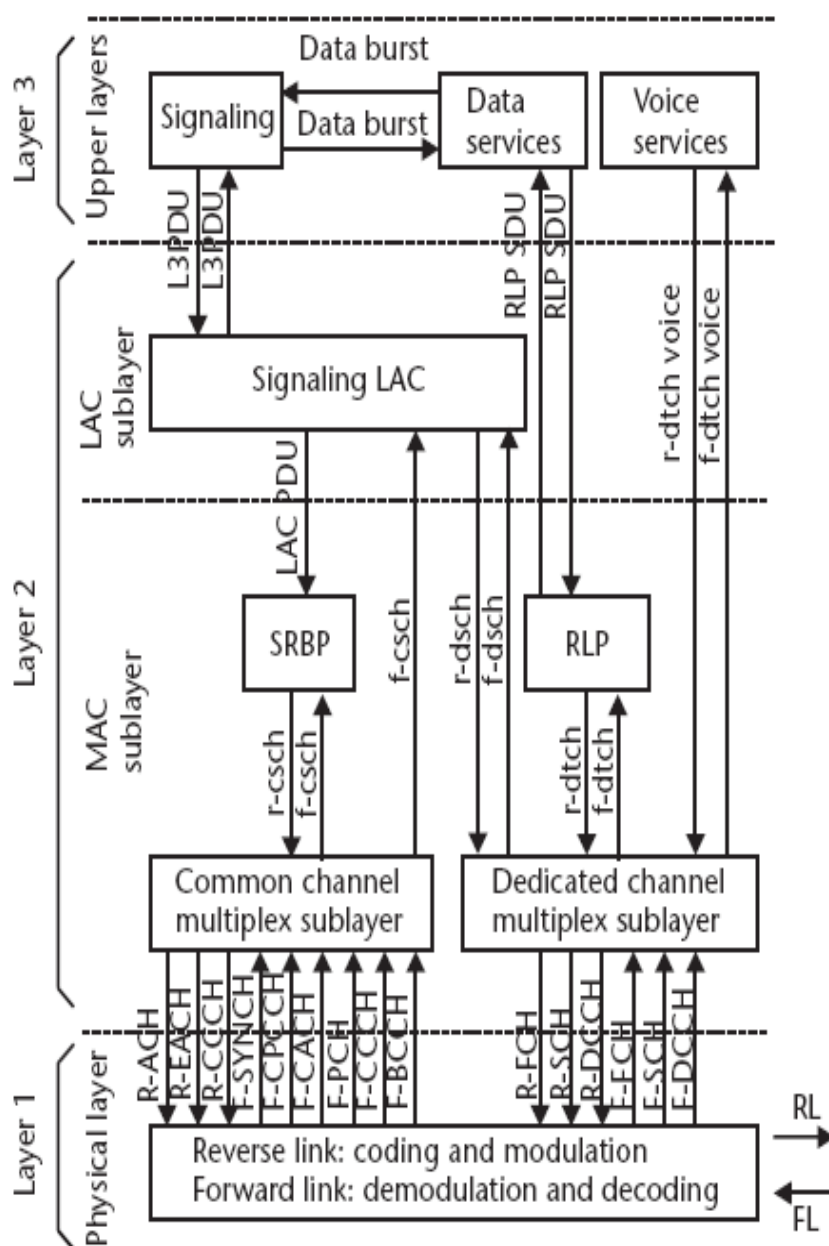 Layer 3
Upper layers
Data burst
Signaling
Data burst
Data
services
Voice
services
L3PDU
L3PDU
RLP SDU
RLP SDU
r-dtch voice
f-dtch voice
Layer 2
LAC
sublayer
Signaling LAC
LAC PDU
f-csch
r-dsch
f-dsch
MAC
sublayer
SRBP
RLP
r-csch
f-csch
r-dtch
f-dtch
Common channel
multiplex sublayer
Dedicated channel
multiplex sublayer
R-ACH
R-EACH
R-CCCH
F-SYNCH
F-CPCCH
F-CACH
F-PCH
F-CCCH
F-BCCH
R-FCH
R-SCH
R-DCCH
F-FCH
F-SCH
F-DCCH
Layer 1
Physical layer
Reverse link: coding and modulation
Forward link: demodulation and decoding
RL
FL